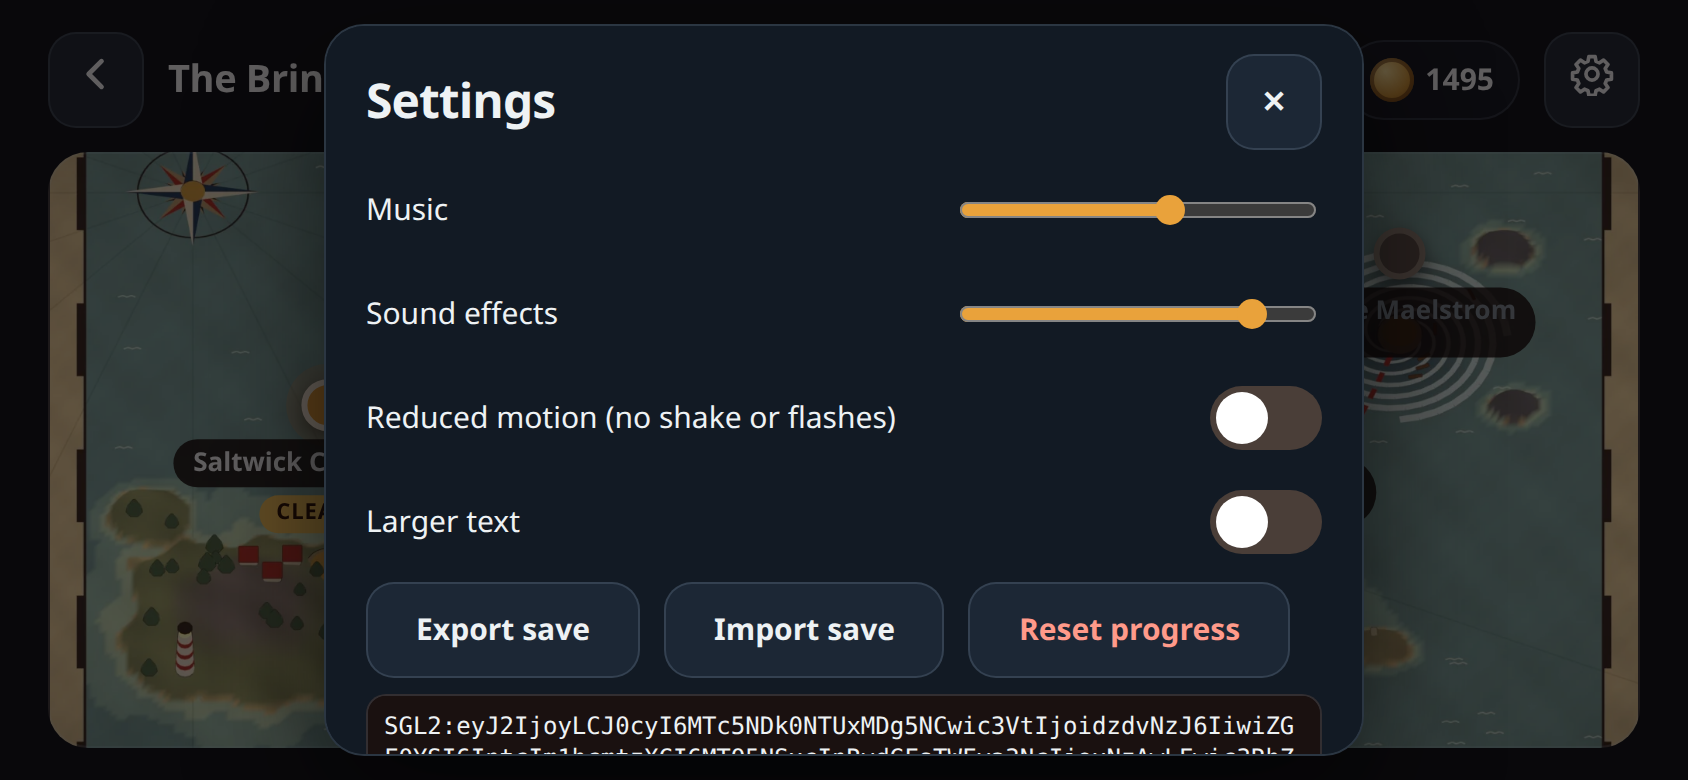 The Brin
Settings
×
1495
Music
Sound effects
Maelstrom
Reduced motion (no shake or flashes)
Saltwick C
CLEA
Larger text
Export save
Import save
Reset progress
SGL2:eyJ2IjoyLCJ0cyI6MTc5NDk0NTUxMDg5NCwic3VtIjoidzdvNzJ6IiwiZG